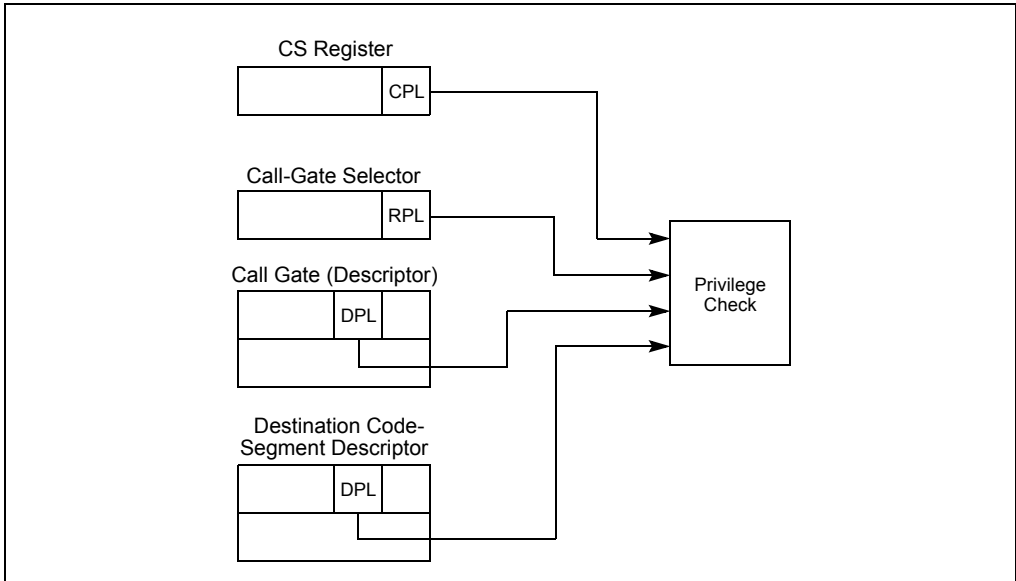 CS Register
CPL
Call-Gate Selector
RPL
Call Gate (Descriptor)
DPL
Privilege
Check
Destination Code-
Segment Descriptor
DPL